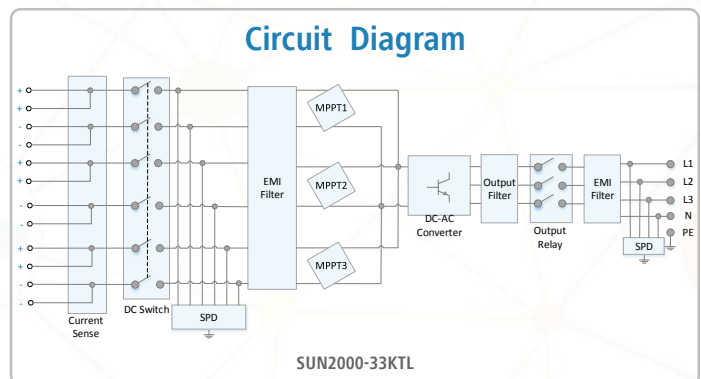 Circuit Diagram
+
+
-
-
+
+
-
-
+
+
-
-
Current
Sense
DC Switch
SPD
EMI
Filter
MPPT1
MPPT2
MPPT3
DC-AC
Converter
Output
Filter
Output
Relay
EMI
Filter
L1
L2
L3
N
PE
SPD
SUN2000-33KTL